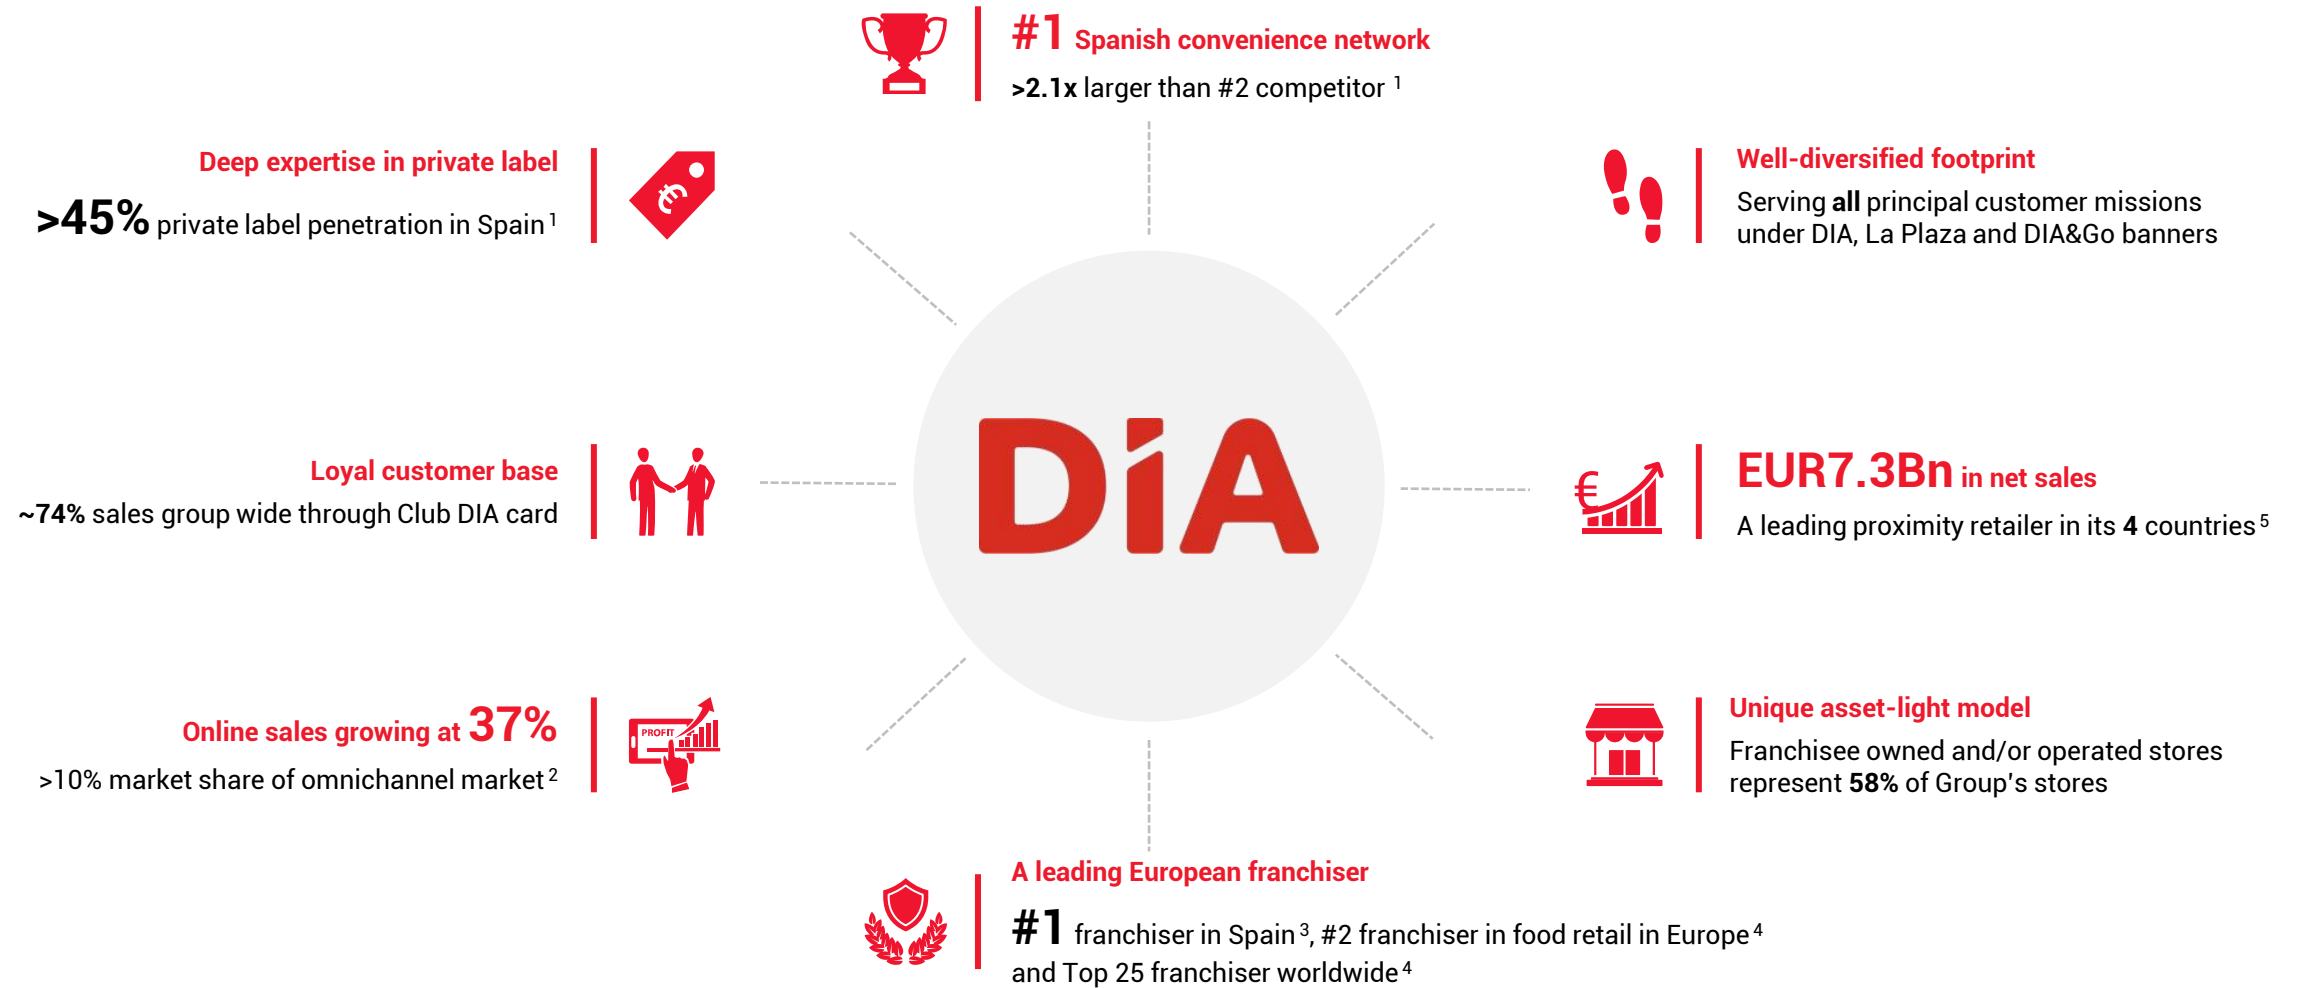 #1 Spanish convenience network
>2.1x larger than #2 competitor 1
Deep expertise in private label
>45% private label penetration in Spain 1
Well-diversified footprint
Serving all principal customer missions
under DIA, La Plaza and DIA&Go banners
DiA
Loyal customer base
~74% sales group wide through Club DIA card
€
EUR7.3Bn in net sales
A leading proximity retailer in its 4 countries 5
Online sales growing at 37%
>10% market share of omnichannel market 2
PROFIT
Unique asset-light model
Franchisee owned and/or operated stores
represent 58% of Group's stores
A leading European franchiser
#1 franchiser in Spain 3, #2 franchiser in food retail in Europe 4
and Top 25 franchiser worldwide 4